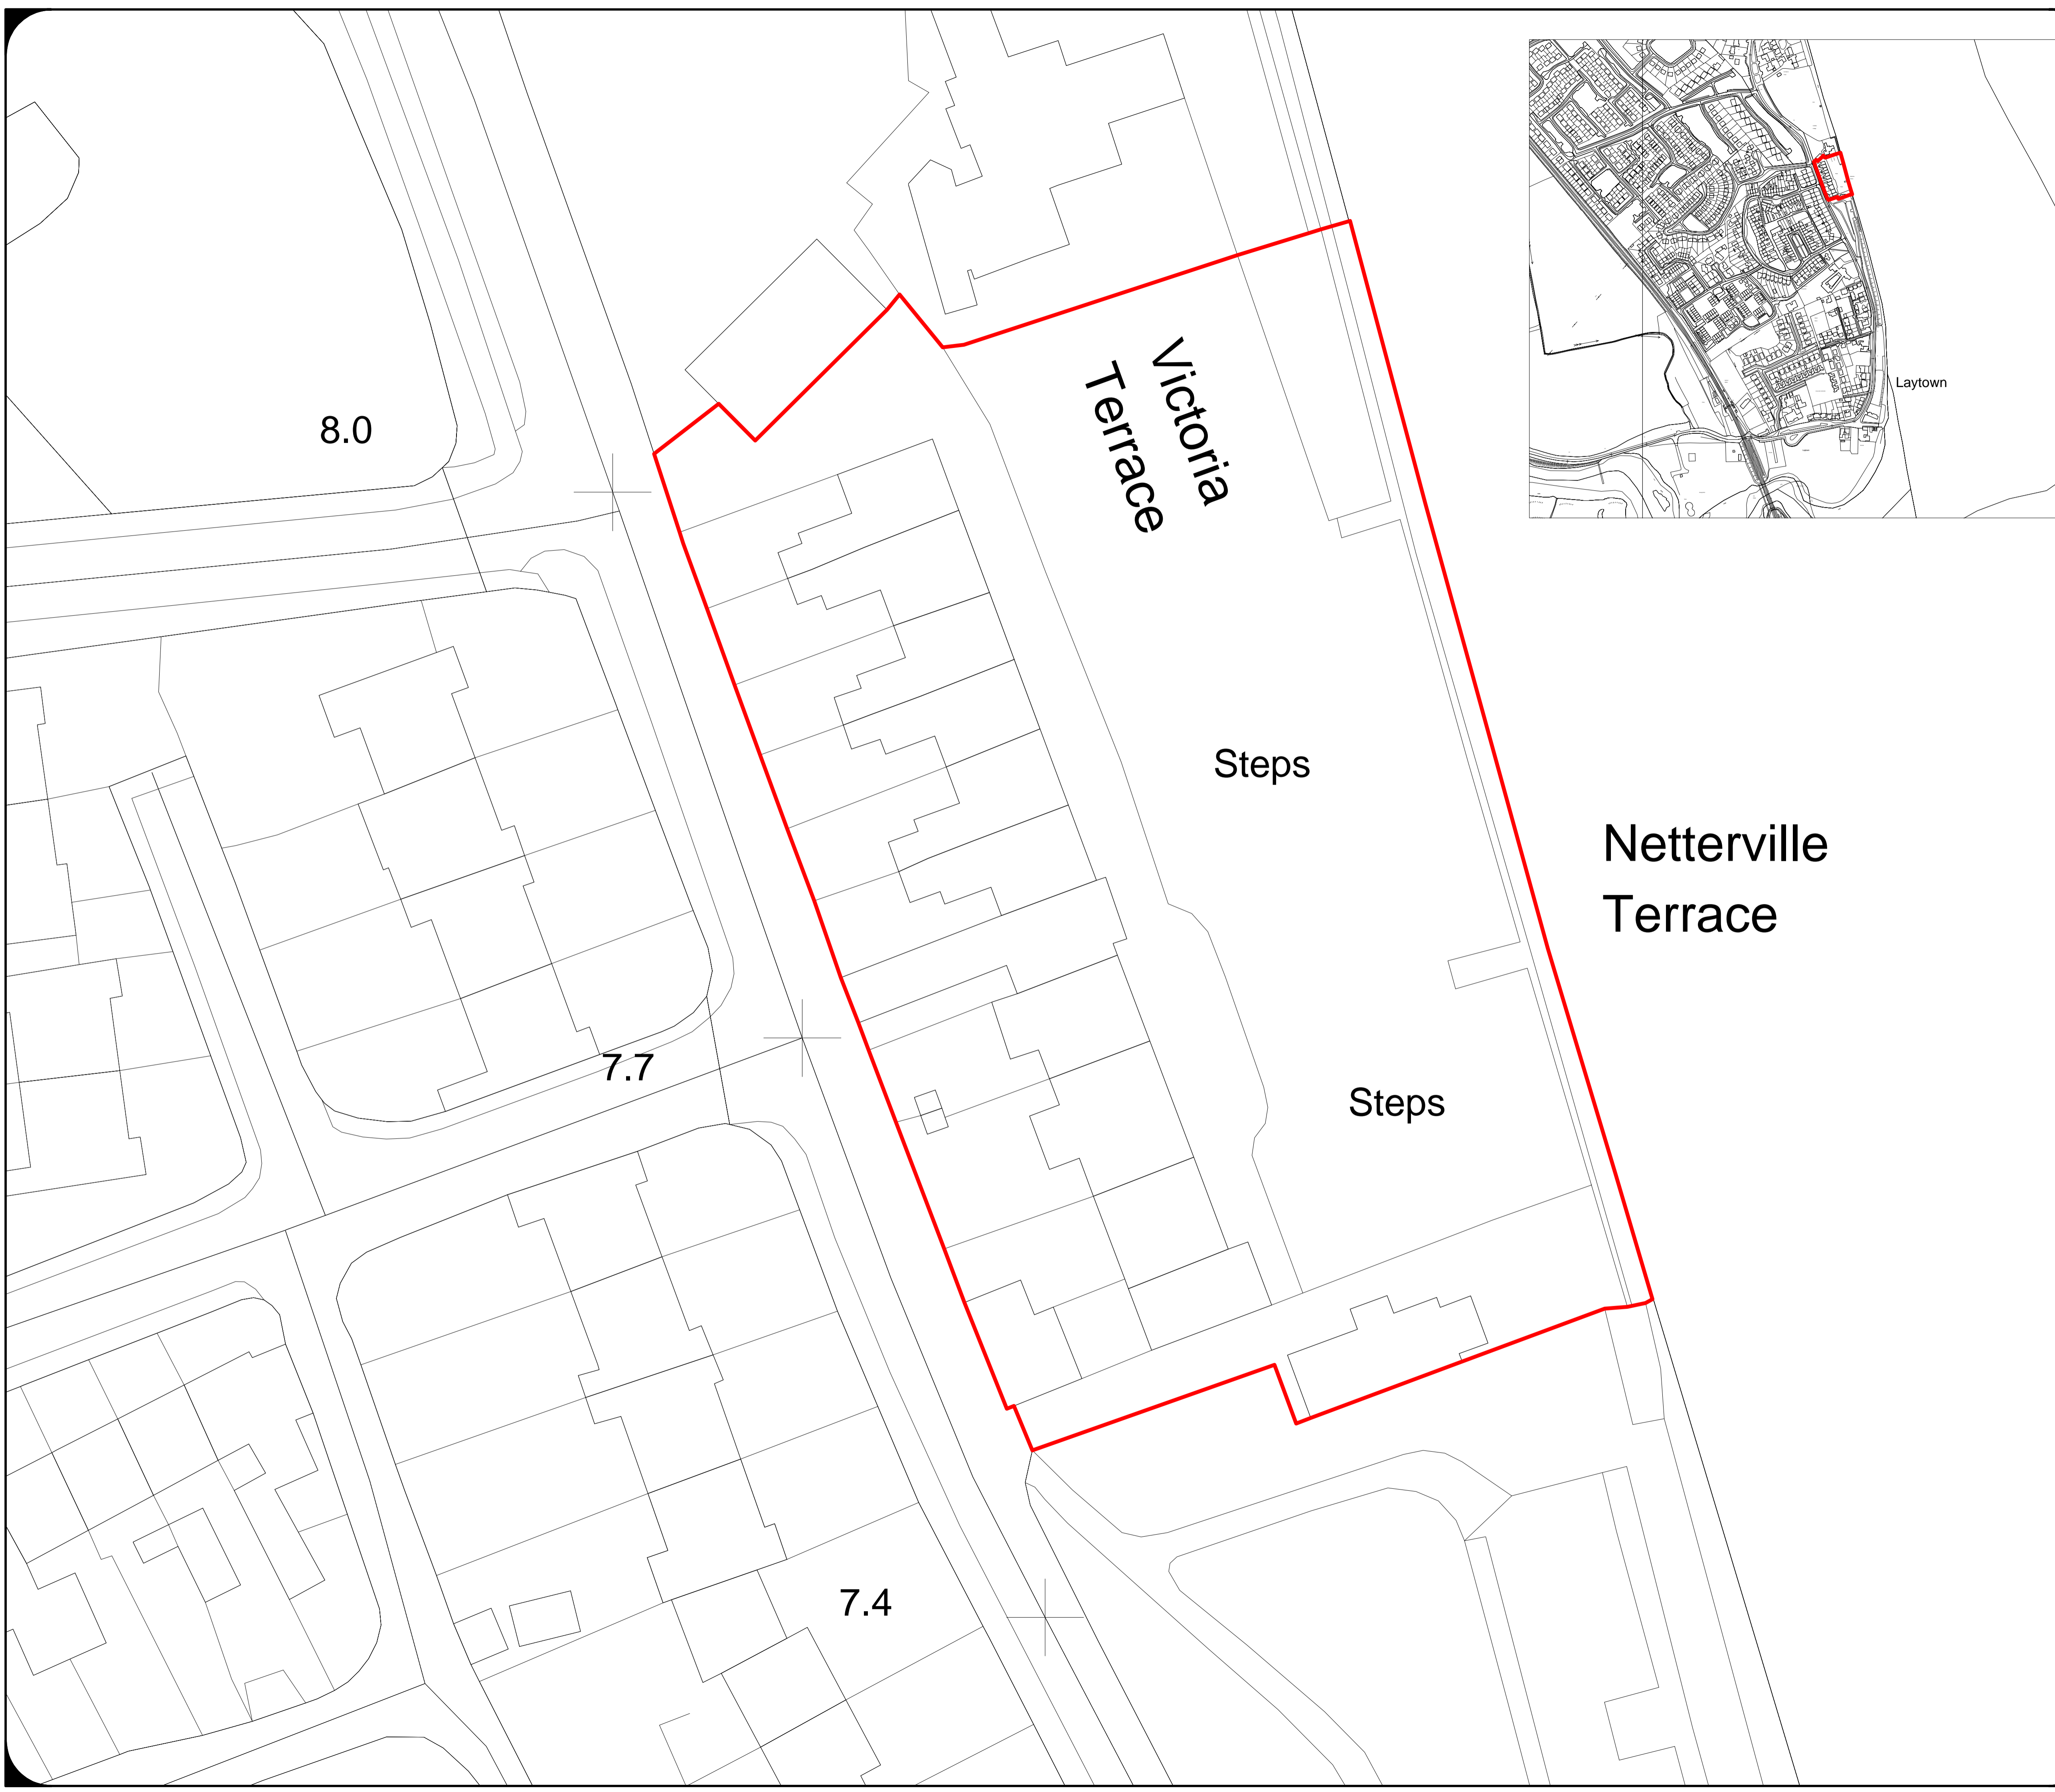 Laytown
8.0
Victoria
Terrace
Steps
Netterville
Terrace
7.7
Steps
7.4